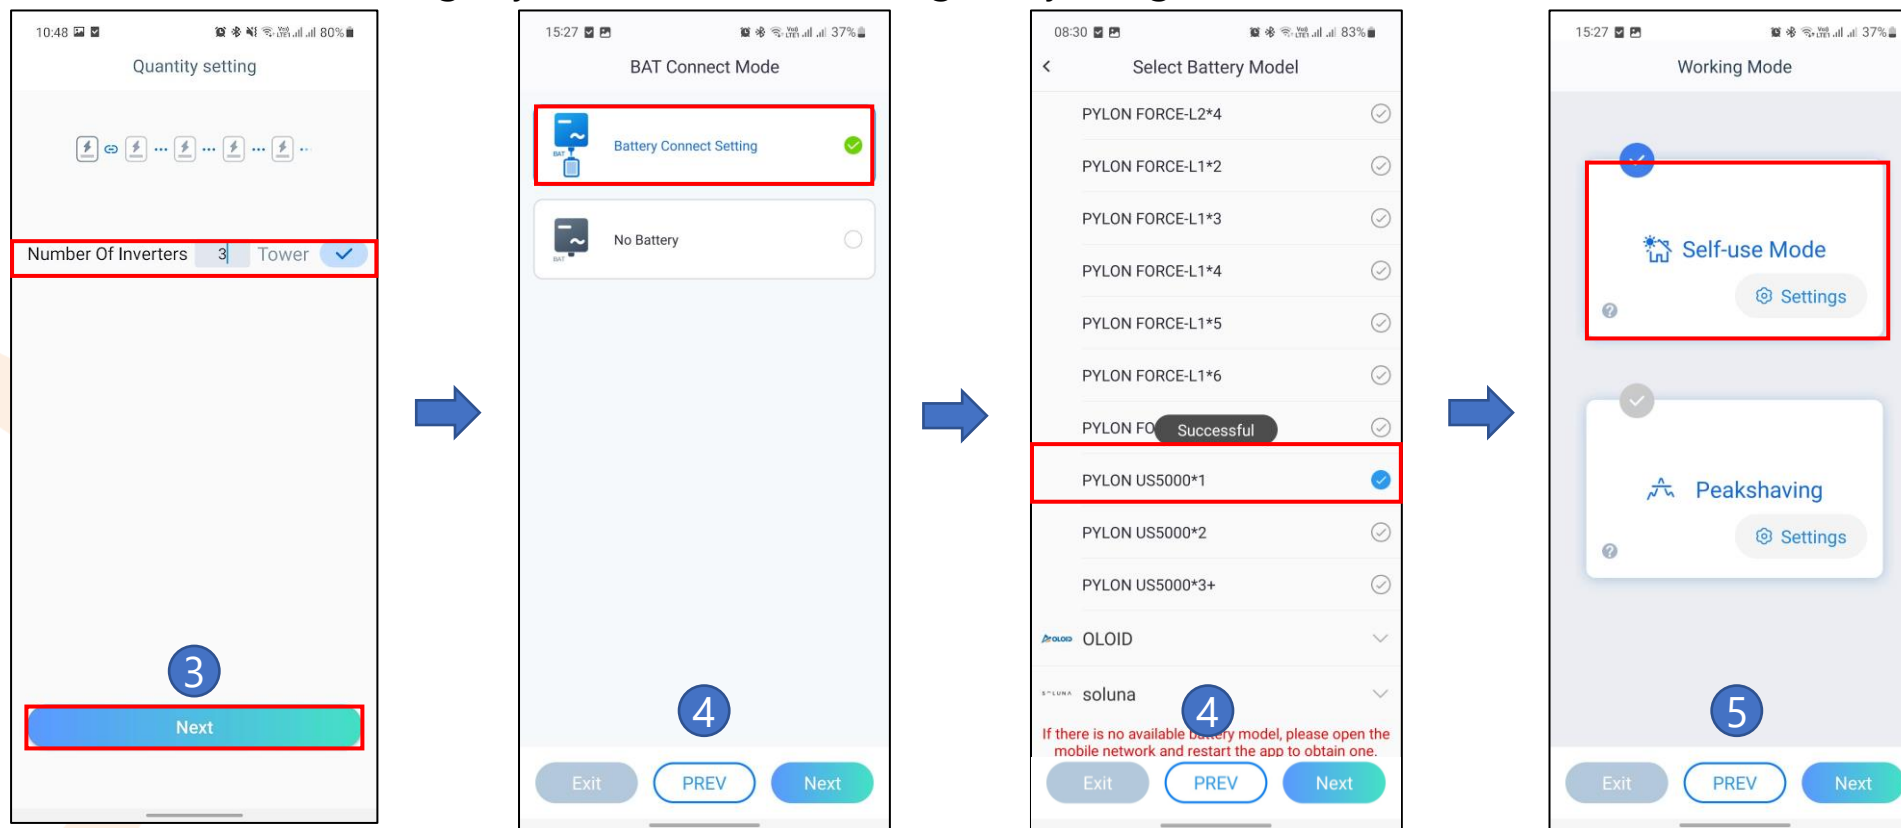 10:48
80%
Quantity setting
Number Of Inverters 3 Tower
3
Next
15:27
37%
BAT Connect Mode
BAT
Battery Connect Setting
BAT
No Battery
4
Exit PREV Next
08:30
83%
Select Battery Model
PYLON FORCE-L2*4
PYLON FORCE-L1*2
PYLON FORCE-L1*3
PYLON FORCE-L1*4
PYLON FORCE-L1*5
PYLON FORCE-L1*6
PYLON FO
Successful
PYLON US5000*1
PYLON US5000*2
PYLON US5000*3+
OLOID OLOID
soluna
4
If there is no available battery model, please open the
mobile network and restart the app to obtain one.
Exit PREV Next
15:27
37%
Working Mode
Self-use Mode
Settings
Peakshaving
Settings
5
Exit PREV Next